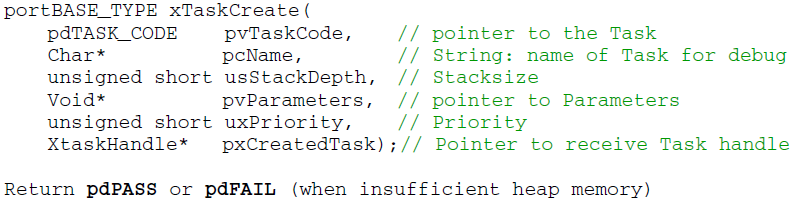 portBASE_TYPE xTaskCreate(
pdTASK_CODE pvTaskCode, // pointer to the Task
Char* pcName, // String: name of Task for debug
unsigned short usStackDepth, // Stacksize
Void* pvParameters, // pointer to Parameters
unsigned short uxPriority, // Priority
XtaskHandle* pxCreatedTask);// Pointer to receive Task handle
Return pdPASS or pdFAIL (when insufficient heap memory)